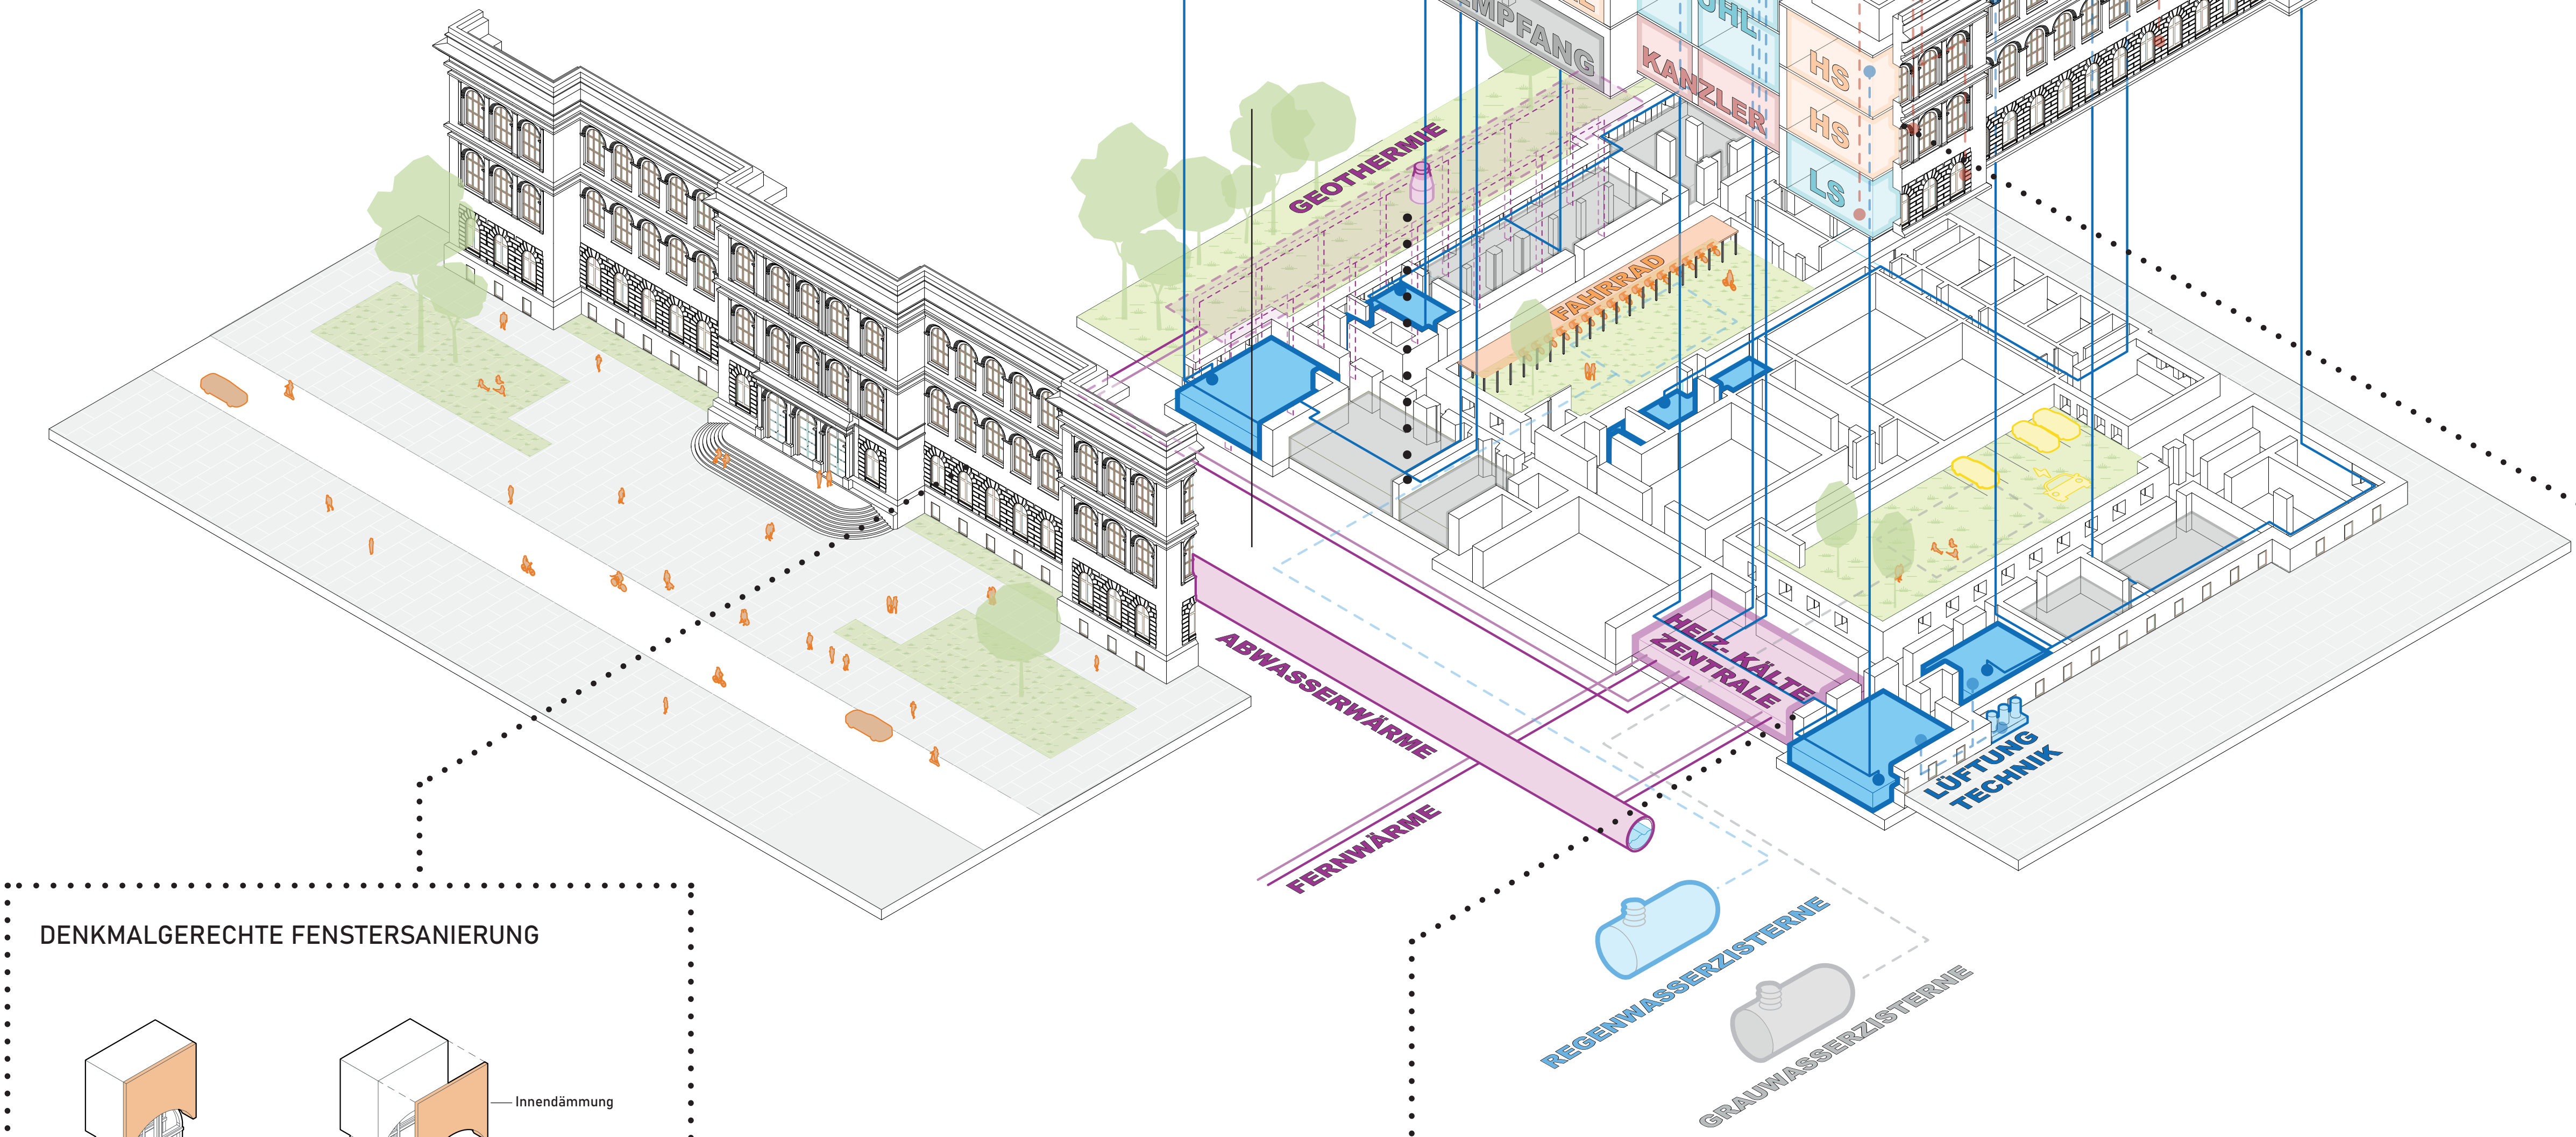 EMPFANG
KANZLER
HS
HS
LS
GEOTHERMIE
FAHRRAD
HEIZ- KÄLTE
ZENTRALE
ABWASSERWÄRME
FERNWÄRME
LÜFTUNG
TECHNIK
REGENWASSERZISTERNE
GRAUWASSERZISTERNE
DENKMALGERECHTE FENSTERSANIERUNG
Innendämmung